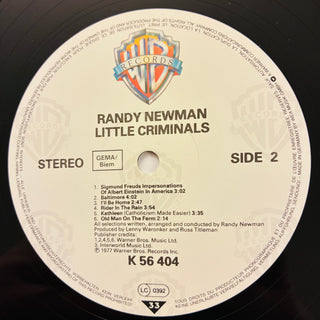 WB
RECORDS
RANDY NEWMAN
LITTLE CRIMINALS
STEREO
GEMA/
Biem
SIDE 2
1. Sigmund Freuds Impersonations
Of Albert Einstein In America 3:02
2. Baltimore 4:02
3. I'll Be Home 2:47
4. Rider In The Rain 3:54
5. Kathleen (Catholicism Made Easier) 3:35
6. Old Man On The Farm 2:14
All selections written, arranged and conducted by Randy Newman
Produced by Lenny Waronker and Russ Titleman
Publisher credits:
1,2,4,5,6. Warner Bros. Music Ltd.
3. Interworld Music Ltd.
℗ 1977 Warner Bros. Records Inc.
K 56 404
LC 0392
33